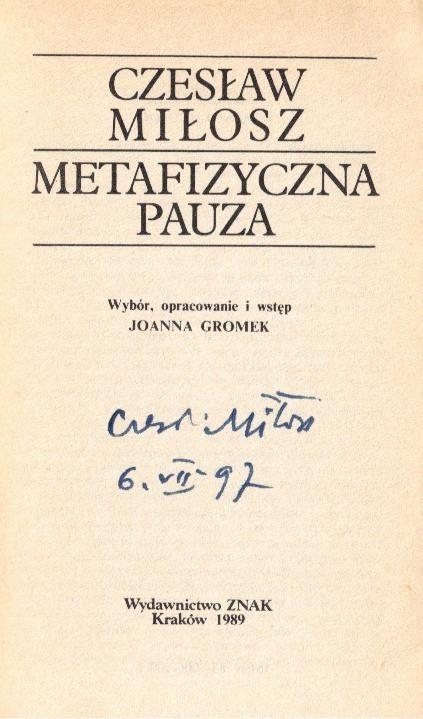 CZESŁAW
MIŁOSZ
METAFIZYCZNA
PAUZA
Wybór, opracowanie i wstęp
JOANNA GROMEK
Czesł. Miłosz
6. VII 97
Wydawnictwo ZNAK
Kraków 1989